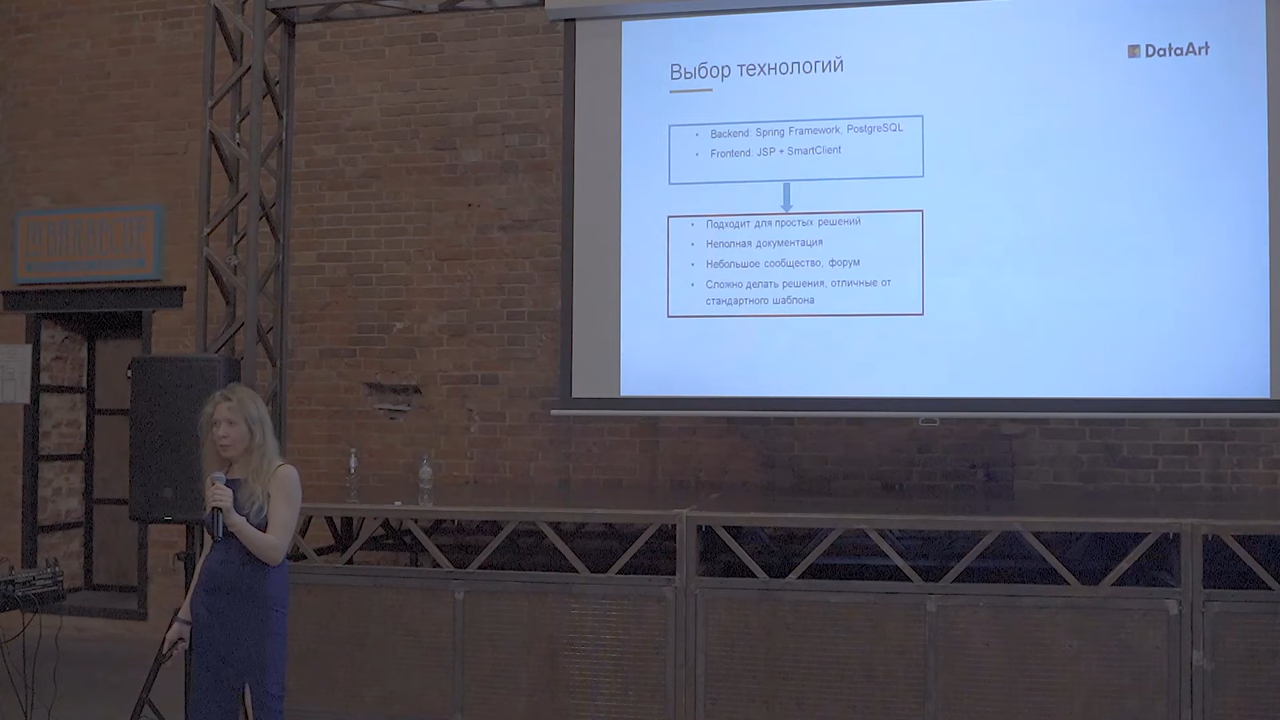 Выбор технологий
DataArt
Backend: Spring Framework, PostgreSQL
Frontend: JSP + SmartClient
Подходит для простых решений
Неполная документация
Небольшое сообщество, форум
Сложно делать решения, отличные от
стандартного шаблона